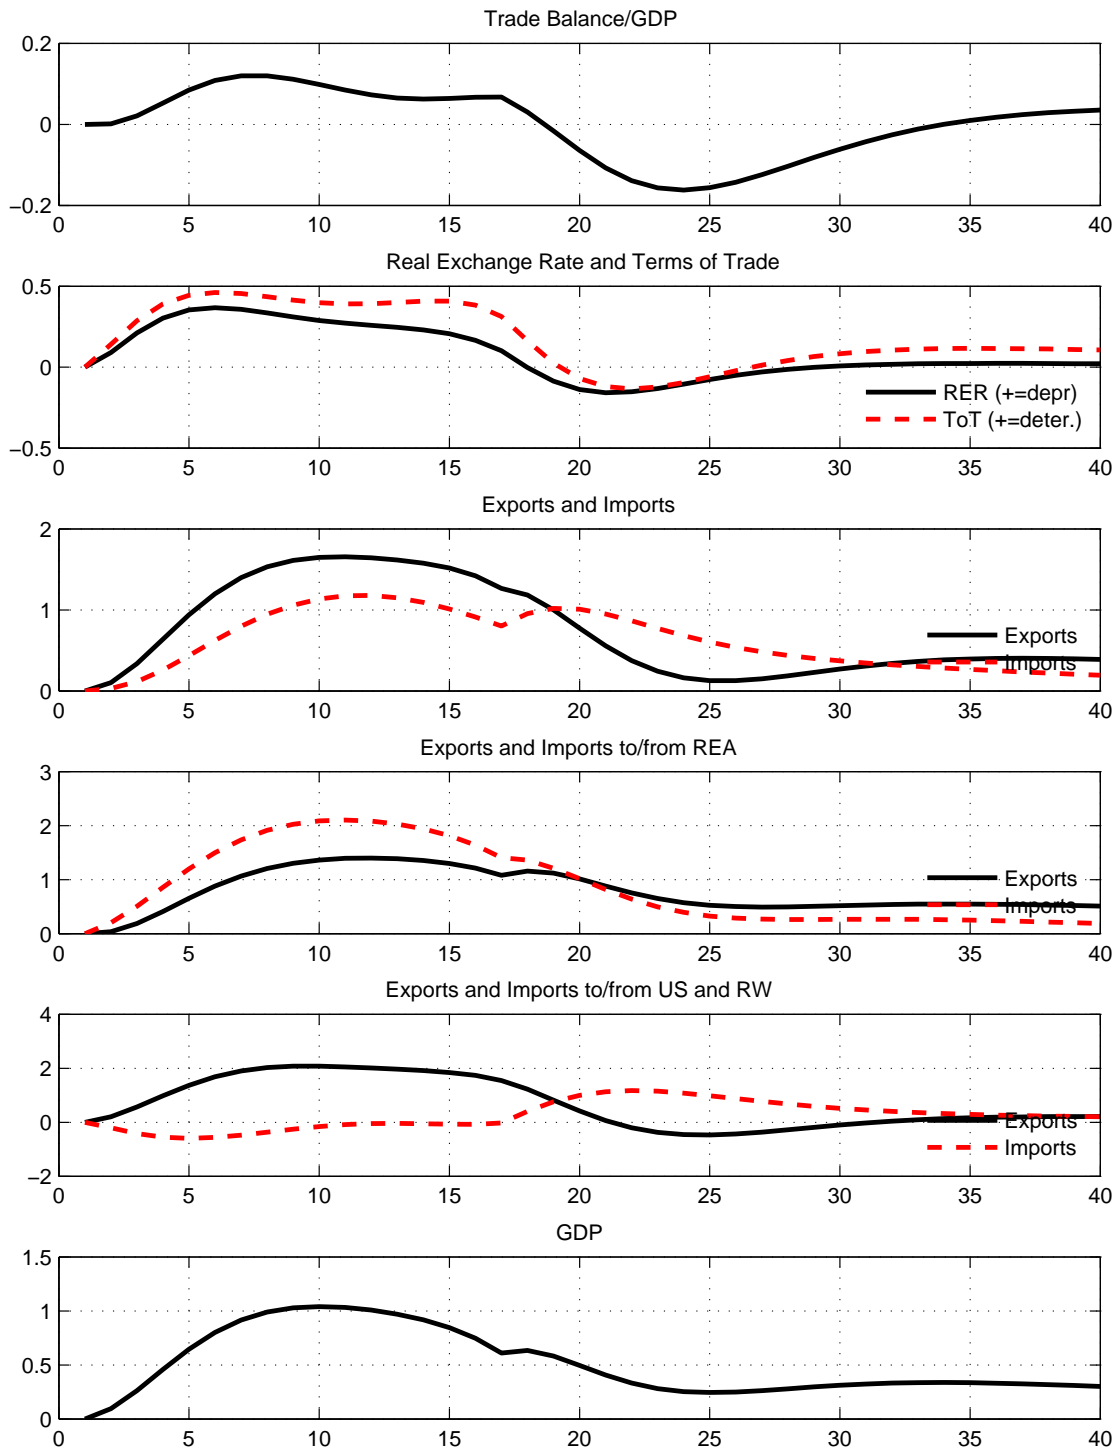 Trade Balance/GDP
0.2
0
−0.2
0 5 10 15 20 25 30 35 40
Real Exchange Rate and Terms of Trade
0.5
0
RER (+=depr)
ToT (+=deter.)
−0.5
0 5 10 15 20 25 30 35 40
Exports and Imports
2
1
Exports
Imports
0
0 5 10 15 20 25 30 35 40
Exports and Imports to/from REA
3
2
1
Exports
Imports
0
0 5 10 15 20 25 30 35 40
Exports and Imports to/from US and RW
4
2
0
Exports
Imports
−2
0 5 10 15 20 25 30 35 40
GDP
1.5
1
0.5
0
0 5 10 15 20 25 30 35 40